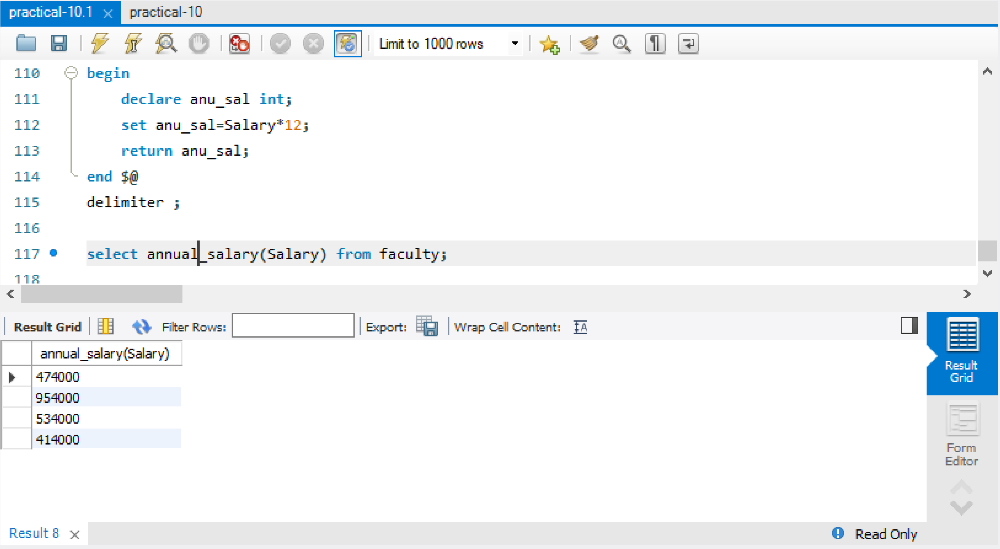 practical-10.1 practical-10
Limit to 1000 rows
110 begin
111 declare anu_sal int;
112 set anu_sal=Salary*12;
113 return anu_sal;
114 end $@
115 delimiter ;
116
117 select annual_salary(Salary) from faculty;
118
Result Grid Filter Rows: Export: Wrap Cell Content:
annual_salary(Salary)
474000
954000
534000
414000
Result
Grid
Form
Editor
Result 8 Read Only